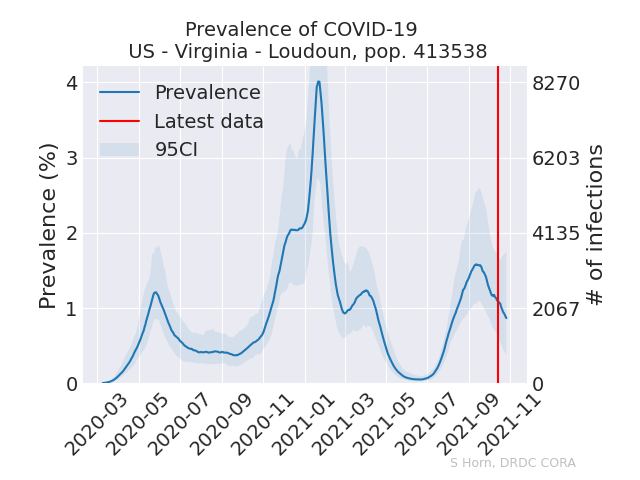 Prevalence of COVID-19
US - Virginia - Loudoun, pop. 413538
Prevalence
Latest data
95CI
Prevalence (%)
4
3
2
1
0
8270
6203
4135
2067
0
# of infections
2020-03
2020-05
2020-07
2020-09
2020-11
2021-01
2021-03
2021-05
2021-07
2021-09
2021-11
S Horn, DRDC CORA